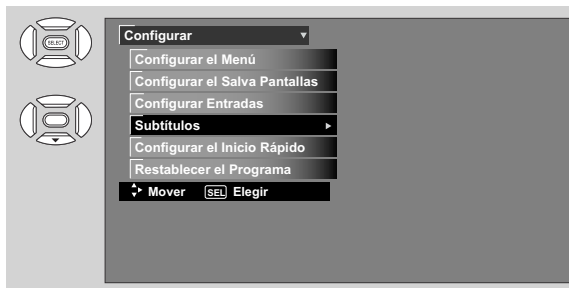 SELECT
Configurar
Configurar el Menú
Configurar el Salva Pantallas
Configurar Entradas
Subtítulos
Configurar el Inicio Rápido
Restablecer el Programa
Mover SEL Elegir